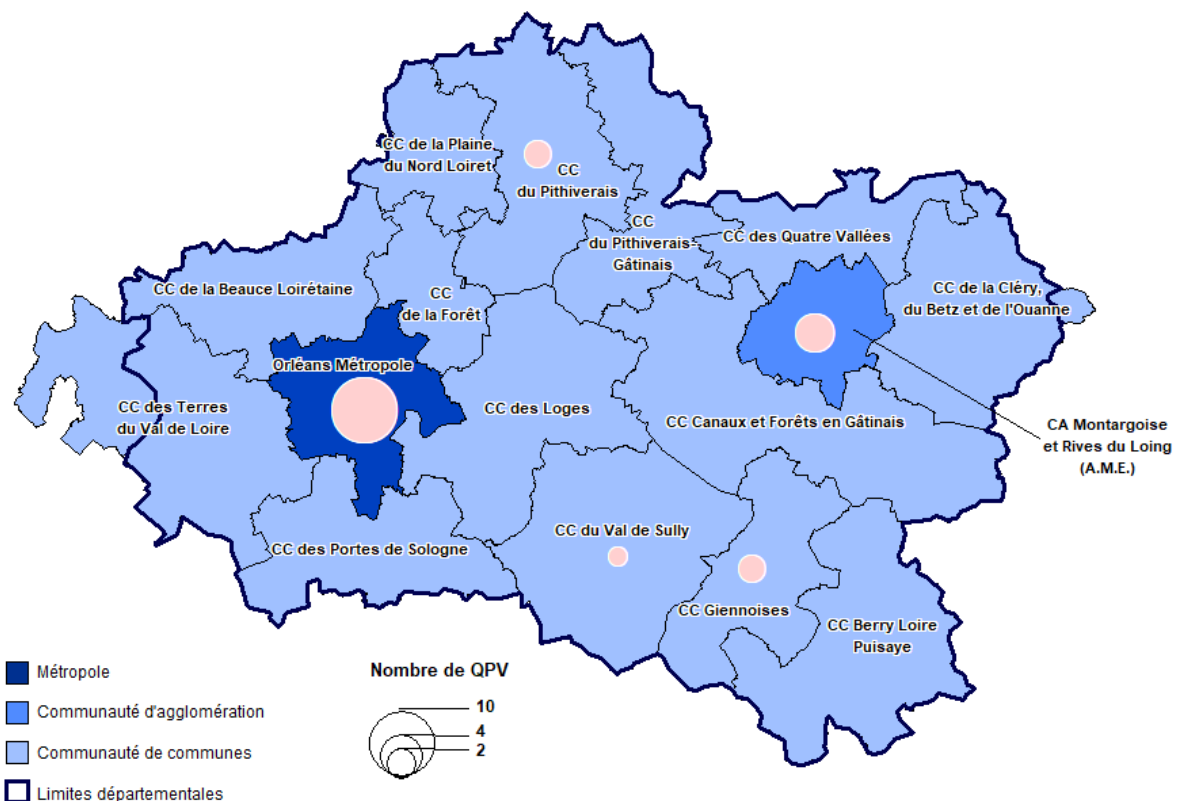 CC de la Plaine
du Nord Loiret
CC
du Pithiverais
CC
du Pithiverais-
Gâtinais
CC des Quatre Vallées
CC de la Beauce Loirétaine
CC
de la Forêt
CC de la Cléry,
du Betz et de l'Ouanne
Orléans Métropole
CC des Terres
du Val de Loire
CC des Loges
CC Canaux et Forêts en Gâtinais
CA Montargoise
et Rives du Loing
(A.M.E.)
CC des Portes de Sologne
CC du Val de Sully
CC Giennoises
CC Berry Loire
Puisaye
Métropole
Communauté d'agglomération
Communauté de communes
Limites départementales
Nombre de QPV
10
4
2